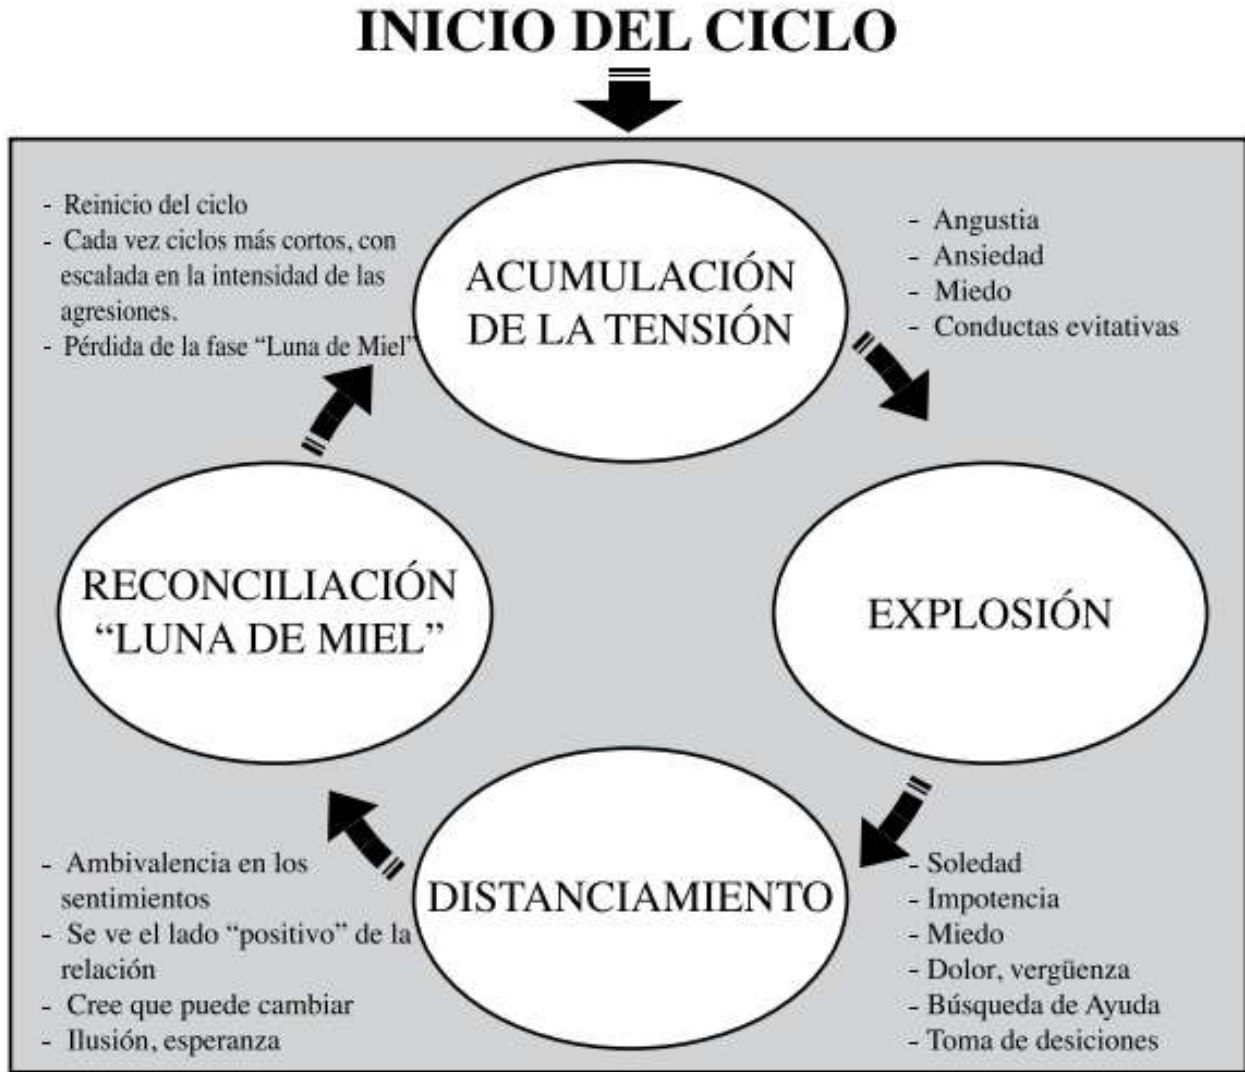 INICIO DEL CICLO
- Reinicio del ciclo
- Cada vez ciclos más cortos, con
escalada en la intensidad de las
agresiones.
- Pérdida de la fase “Luna de Miel”
ACUMULACIÓN
DE LA TENSIÓN
- Angustia
- Ansiedad
- Miedo
- Conductas evitativas
RECONCILIACIÓN
“LUNA DE MIEL”
EXPLOSIÓN
- Ambivalencia en los
sentimientos
- Se ve el lado “positivo” de la
relación
- Cree que puede cambiar
- Ilusión, esperanza
DISTANCIAMIENTO
- Soledad
- Impotencia
- Miedo
- Dolor, vergüenza
- Búsqueda de Ayuda
- Toma de desiciones